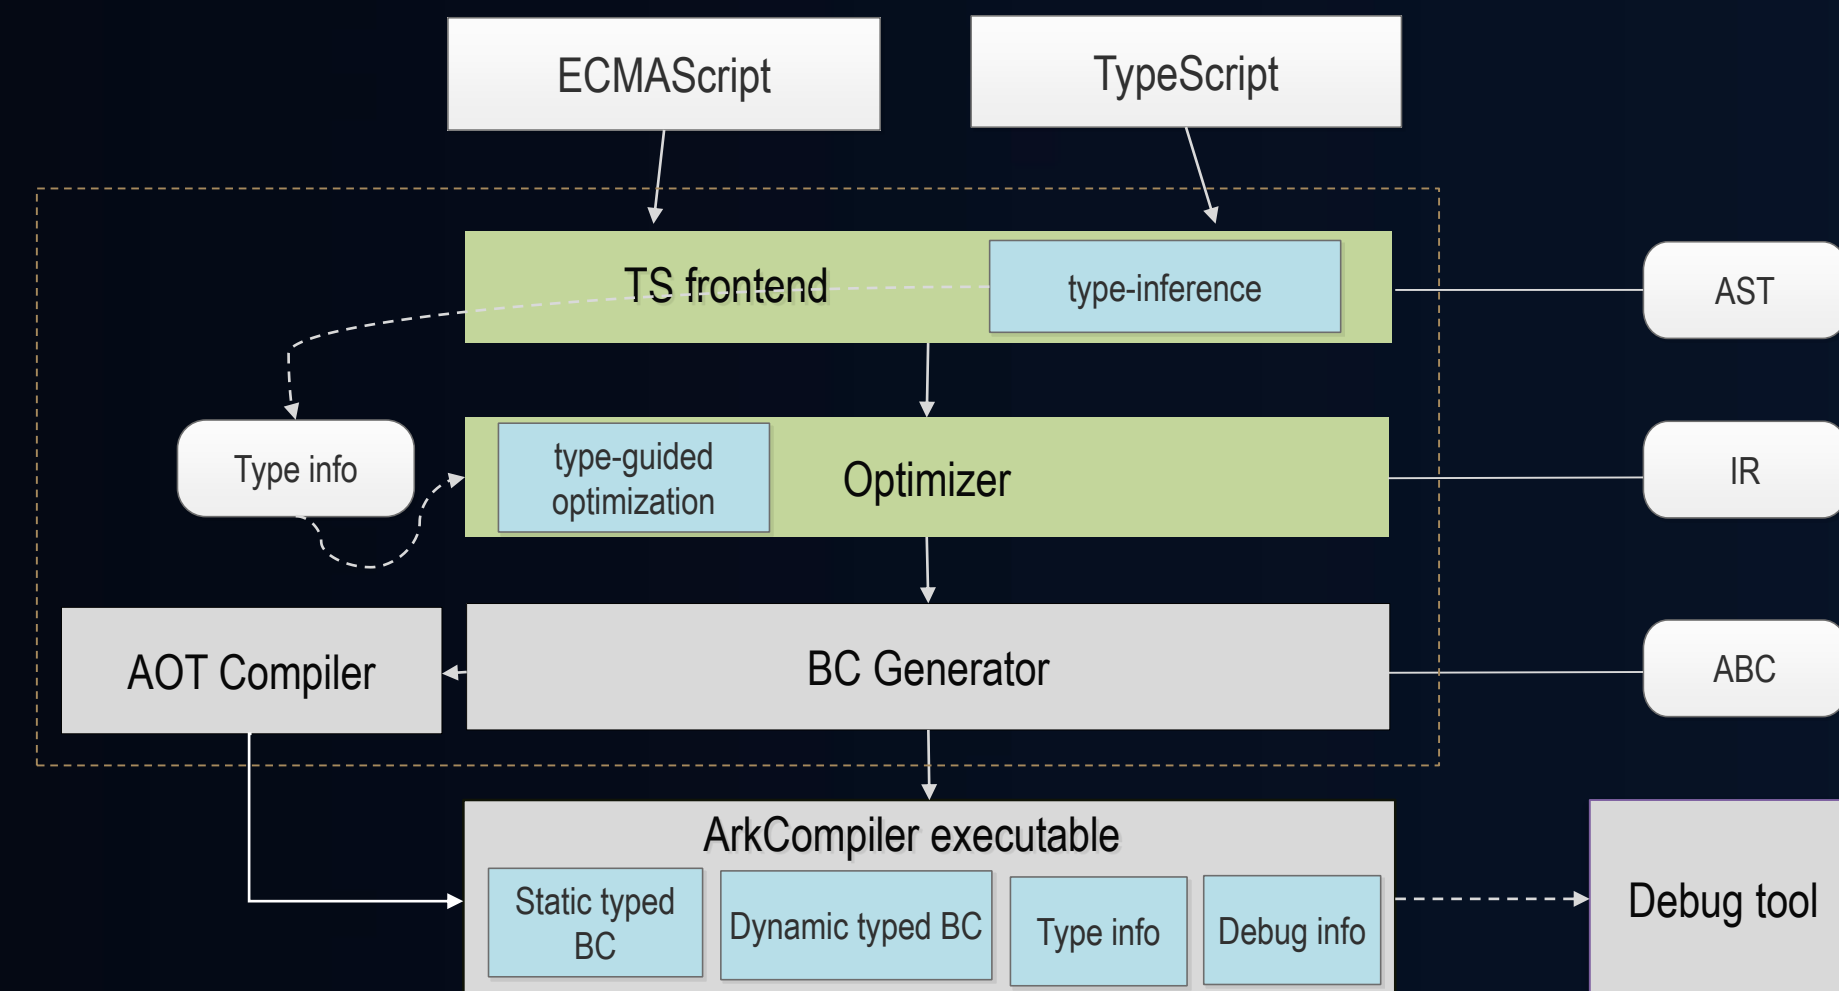 ECMAScript
TypeScript
TS frontend
type-inference
AST
Type info
type-guided
optimization
Optimizer
IR
AOT Compiler
BC Generator
ABC
ArkCompiler executable
Static typed
BC
Dynamic typed BC
Type info
Debug info
Debug tool